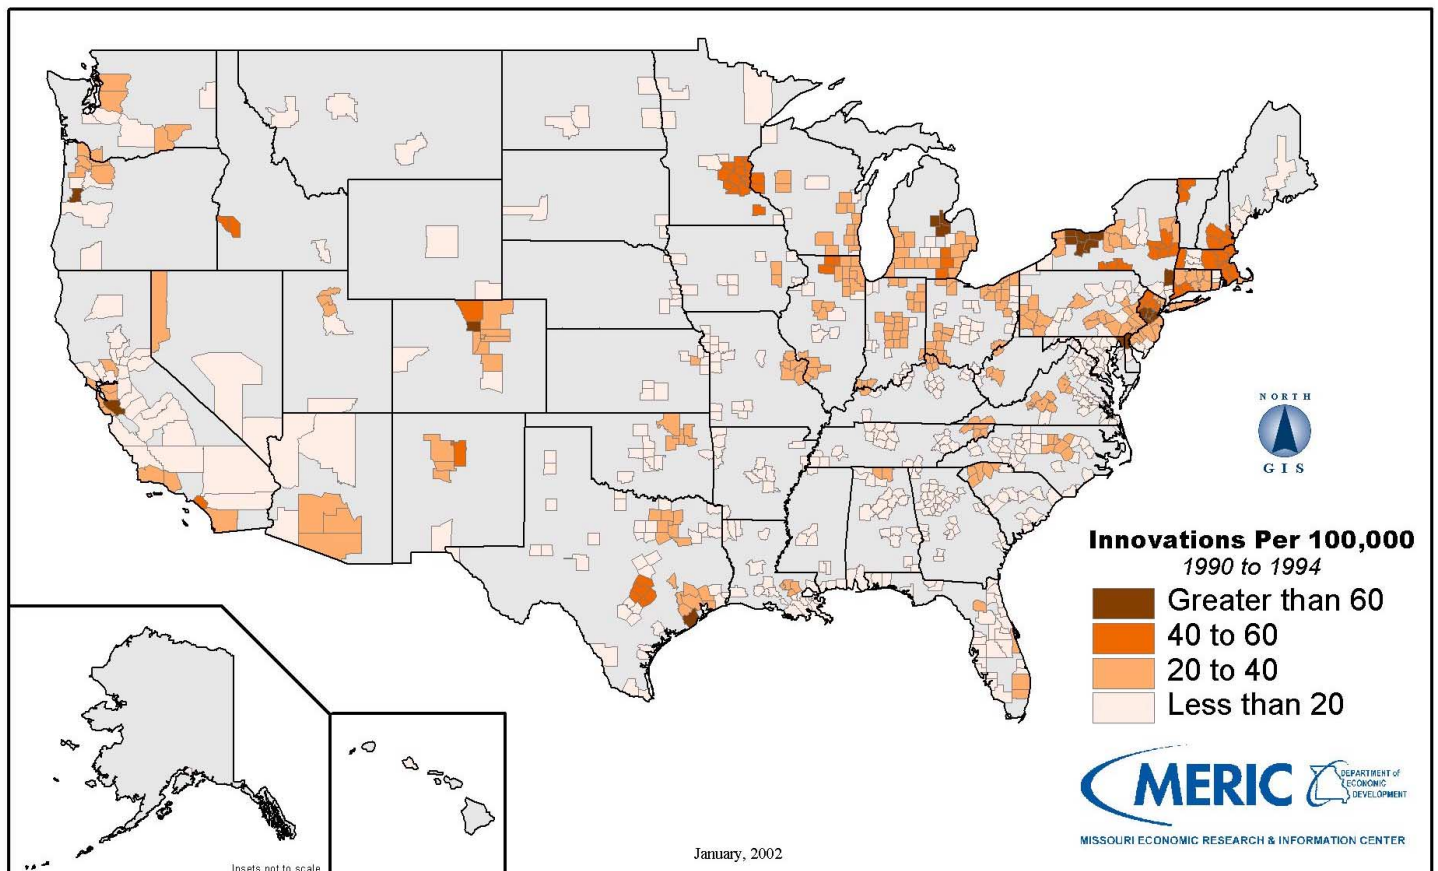 NORTH
GIS
Innovations Per 100,000
1990 to 1994
Greater than 60
40 to 60
20 to 40
Less than 20
MERIC
DEPARTMENT of
ECONOMIC
DEVELOPMENT
MISSOURI ECONOMIC RESEARCH & INFORMATION CENTER
January, 2002
Insets not to scale